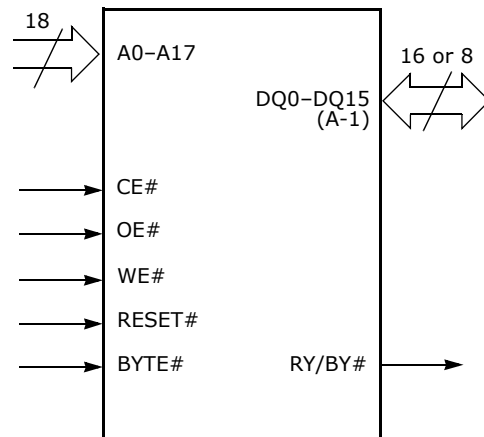 18
A0–A17
16 or 8
DQ0–DQ15
(A-1)
CE#
OE#
WE#
RESET#
BYTE#
RY/BY#